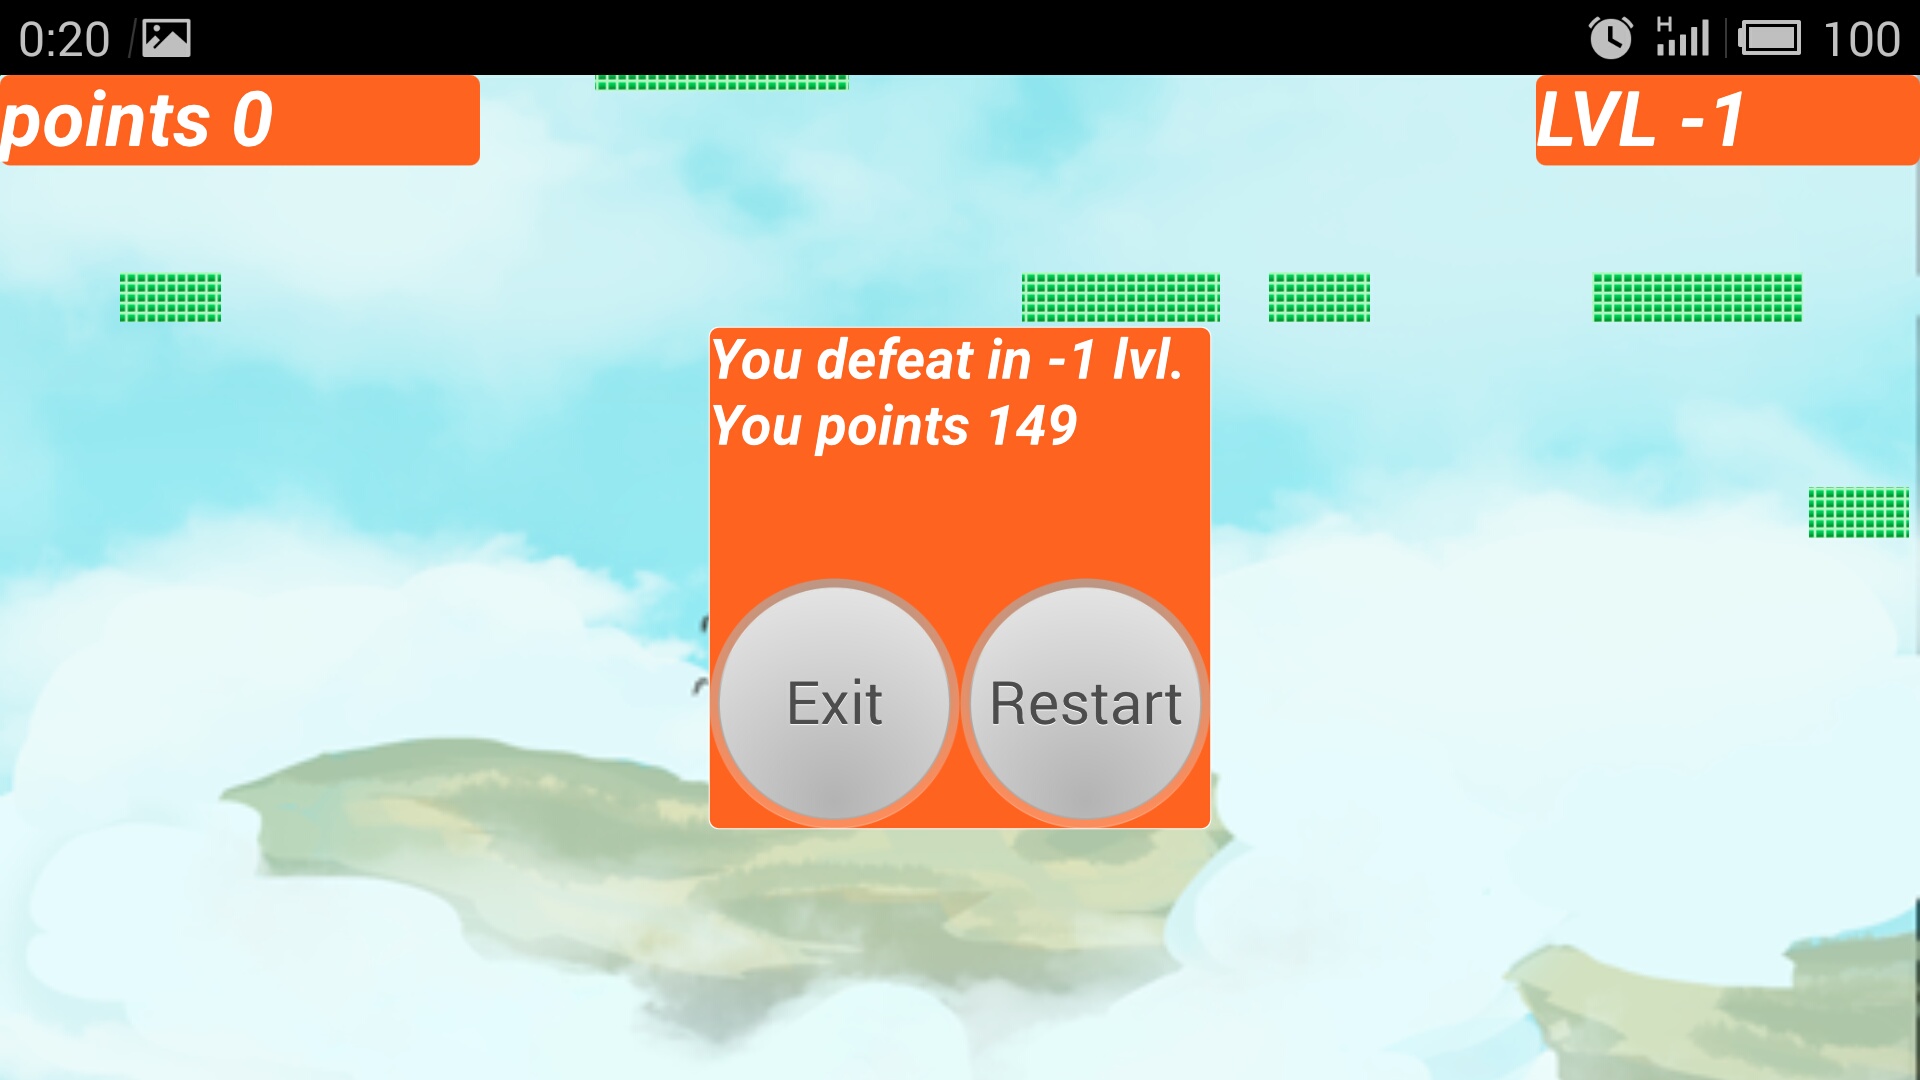 0:20
H
100
points 0
LVL -1
You defeat in -1 lvl.
You points 149
Exit
Restart